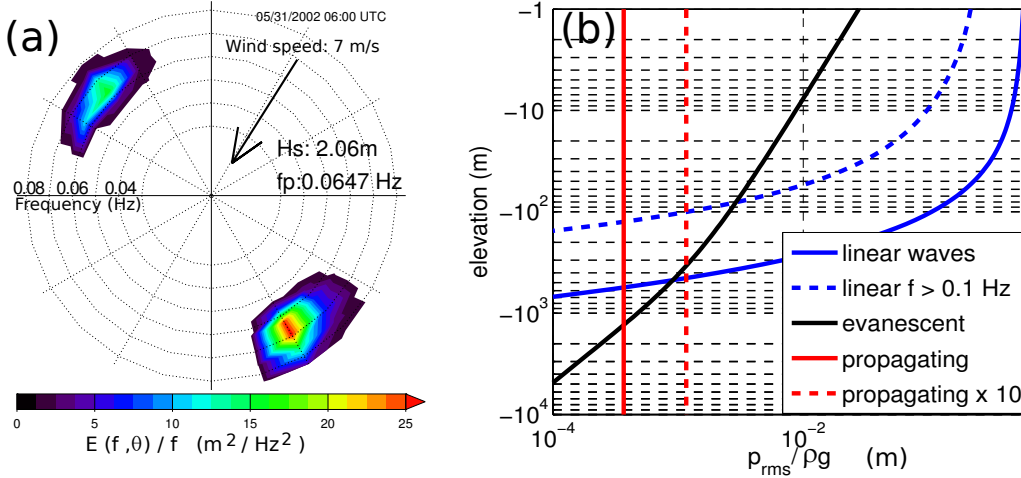 (a)
05/31/2002 06:00 UTC
Wind speed: 7 m/s
Hs: 2.06m
fp:0.0647 Hz
0.08 0.06 0.04
Frequency (Hz)
0 5 10 15 20 25
E (f ,θ) / f (m² / Hz²)
(b)
elevation (m)
-1
-10
-10²
-10³
-10⁴
linear waves
linear f > 0.1 Hz
evanescent
propagating
propagating x 10
10⁻⁴ 10⁻²
p_rms/ρg (m)